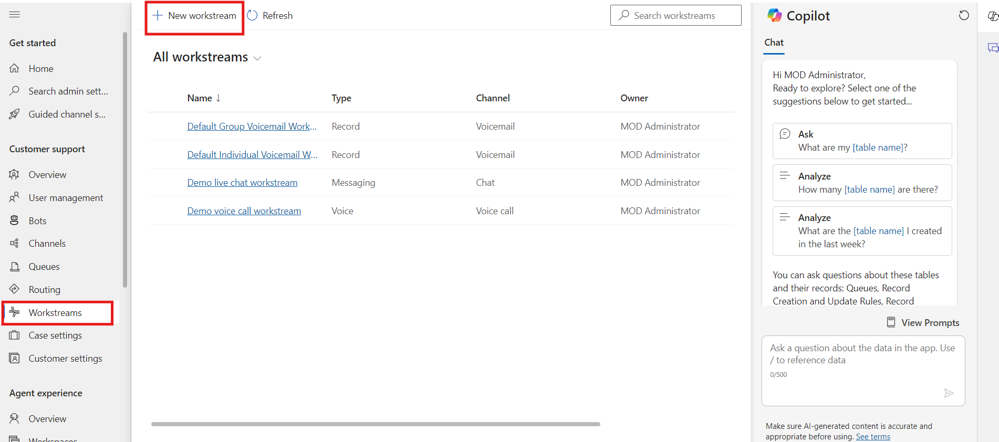 Get started
Home
Search admin sett...
Guided channel s...
Customer support
Overview
User management
Bots
Channels
Queues
Routing
Workstreams
Case settings
Customer settings
Agent experience
Overview
Workspaces
New workstream
Refresh
Search workstreams
All workstreams
Name ↓ Type Channel Owner
Default Group Voicemail Work... Record Voicemail MOD Administrator
Default Individual Voicemail W... Record Voicemail MOD Administrator
Demo live chat workstream Messaging Chat MOD Administrator
Demo voice call workstream Voice Voice call MOD Administrator
Copilot
Chat
Hi MOD Administrator,
Ready to explore? Select one of the
suggestions below to get started...
Ask
What are my [table name]?
Analyze
How many [table name] are there?
Analyze
What are the [table name] I created
in the last week?
You can ask questions about these tables
and their records: Queues, Record
Creation and Update Rules, Record
View Prompts
Ask a question about the data in the app. Use
/ to reference data
0/500
Make sure AI-generated content is accurate and
appropriate before using. See terms